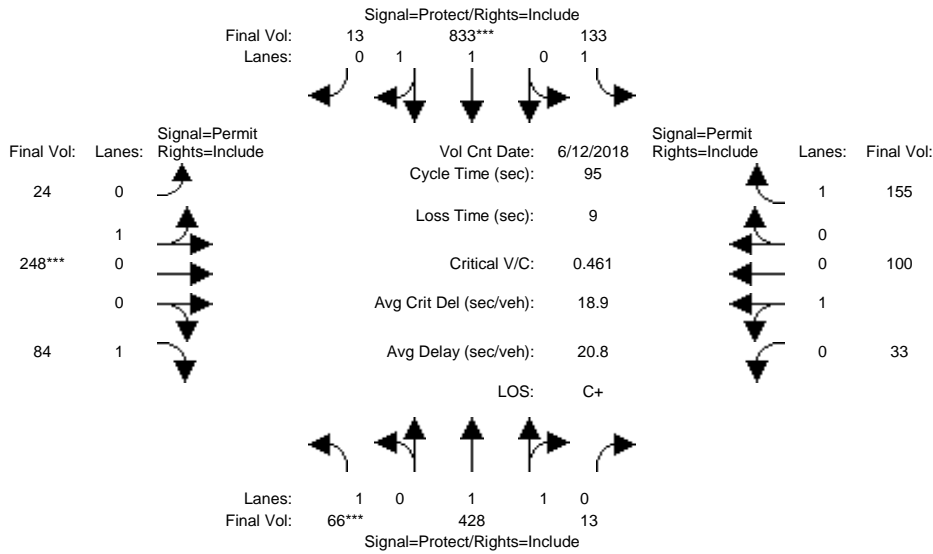 Signal=Protect/Rights=Include
Final Vol: 13 833*** 133
Lanes: 0 1 1 0 1
Signal=Permit
Final Vol: Lanes: Rights=Include
Vol Cnt Date: 6/12/2018
Signal=Permit
Rights=Include Lanes: Final Vol:
Cycle Time (sec): 95
24 0
1 155
Loss Time (sec): 9
1
0
248*** 0
Critical V/C: 0.461
0 100
0
Avg Crit Del (sec/veh): 18.9
1
84 1
Avg Delay (sec/veh): 20.8
0 33
LOS: C+
Lanes: 1 0 1 1 0
Final Vol: 66*** 428 13
Signal=Protect/Rights=Include